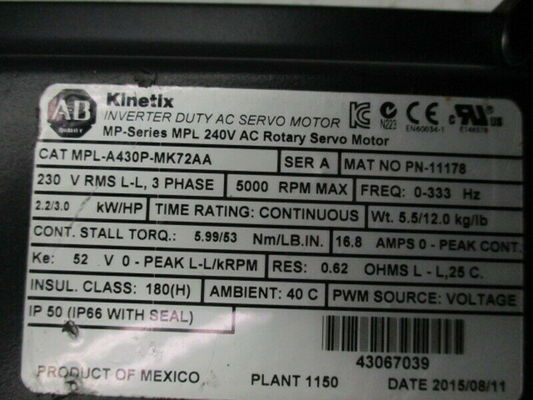 AB
Kinetix
INVERTER DUTY AC SERVO MOTOR
MP-Series MPL 240V AC Rotary Servo Motor
N223
EN60034-1
CAT MPL-A430P-MK72AA SER A MAT NO PN-11178
230 V RMS L-L, 3 PHASE 5000 RPM MAX FREQ: 0-333 Hz
2.2/3.0 kW/HP TIME RATING: CONTINUOUS Wt. 5.5/12.0 kg/lb
CONT. STALL TORQ.: 5.99/53 Nm/LB.IN. 16.8 AMPS 0 - PEAK CONT.
Ke: 52 V 0 - PEAK L-L/kRPM RES: 0.62 OHMS L - L,25 C.
INSUL. CLASS: 180(H) AMBIENT: 40 C PWM SOURCE: VOLTAGE
IP 50 (IP66 WITH SEAL)
43067039
PRODUCT OF MEXICO PLANT 1150 DATE 2015/08/11